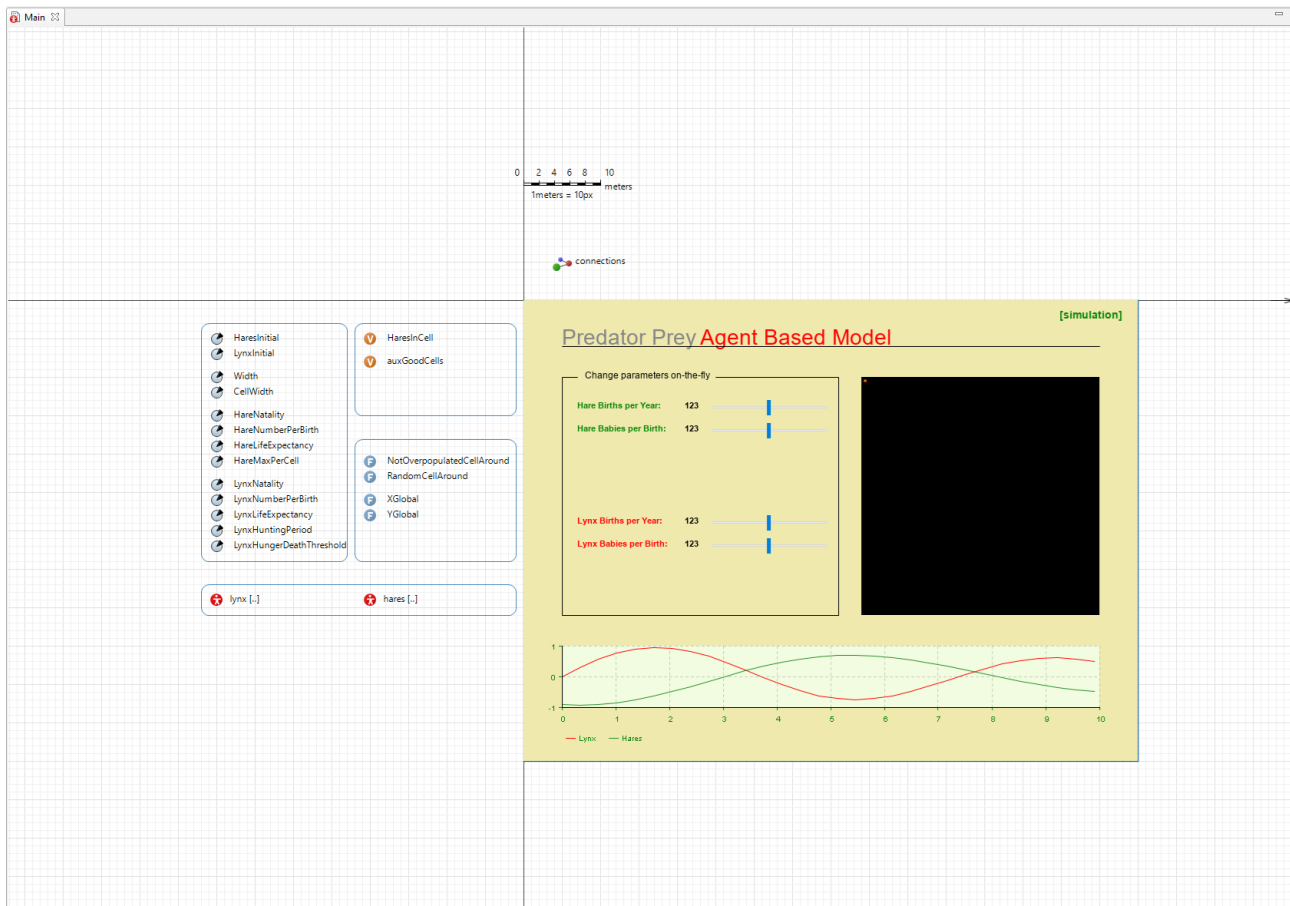 Main
0 2 4 6 8 10
meters
1meters = 10px
connections
[simulation]
Predator Prey Agent Based Model
HaresInitial
LynxInitial
Width
CellWidth
HareNatality
HareNumberPerBirth
HareLifeExpectancy
HareMaxPerCell
LynxNatality
LynxNumberPerBirth
LynxLifeExpectancy
LynxHuntingPeriod
LynxHungerDeathThreshold
V HaresInCell
V auxGoodCells
F NotOverpopulatedCellAround
F RandomCellAround
F XGlobal
F YGlobal
lynx [..]
hares [..]
Change parameters on-the-fly
Hare Births per Year: 123
Hare Babies per Birth: 123
Lynx Births per Year: 123
Lynx Babies per Birth: 123
1
0
-1
0 1 2 3 4 5 6 7 8 9 10
Lynx Hares